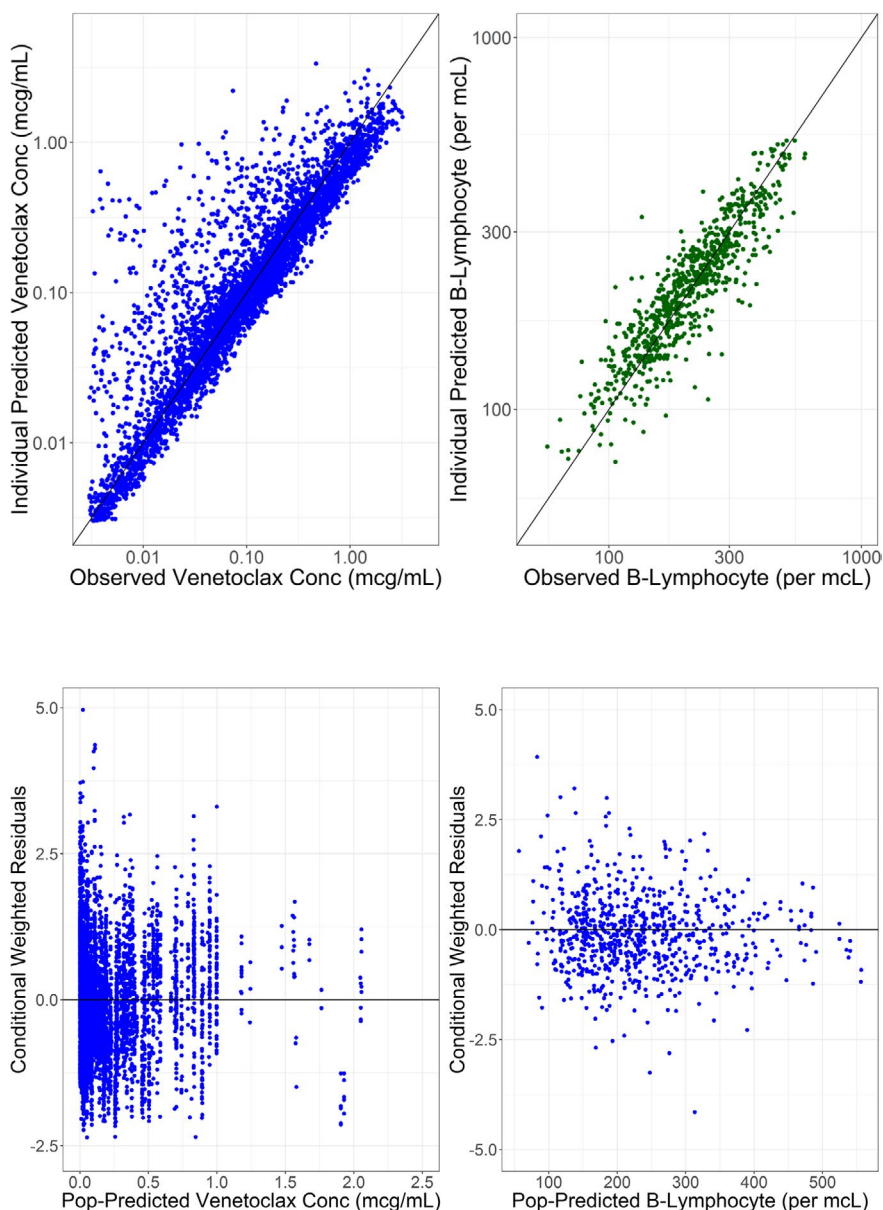 Individual Predicted Venetoclax Conc (mcg/mL)
1.00
0.10
0.01
0.01 0.10 1.00
Observed Venetoclax Conc (mcg/mL)
Individual Predicted B-Lymphocyte (per mcL)
1000
300
100
100 300 1000
Observed B-Lymphocyte (per mcL)
Conditional Weighted Residuals
5.0
2.5
0.0
-2.5
0.0 0.5 1.0 1.5 2.0 2.5
Pop-Predicted Venetoclax Conc (mcg/mL)
Conditional Weighted Residuals
5.0
2.5
0.0
-2.5
-5.0
100 200 300 400 500
Pop-Predicted B-Lymphocyte (per mcL)